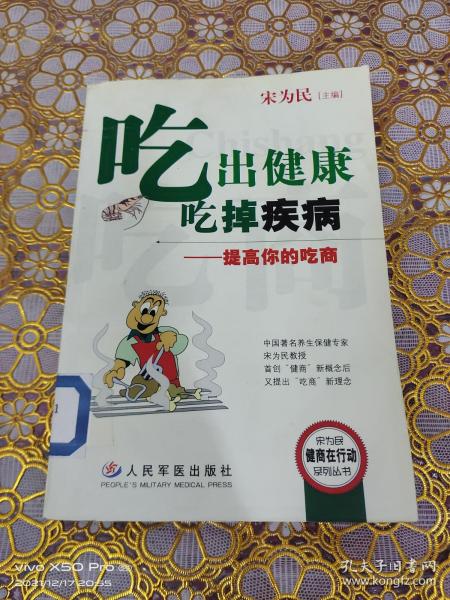 宋为民 [主编]
Chishang
吃出健康
吃掉疾病
——提高你的吃商
吃商
中国著名养生保健专家
宋为民教授
首创“健商”新概念后
又提出“吃商”新理念
1
人民军医出版社
PEOPLE'S MILITARY MEDICAL PRESS
宋为民
健商在行动
系列丛书
vivo X50 Pro
2021/12/17 20:55
孔夫子旧书网